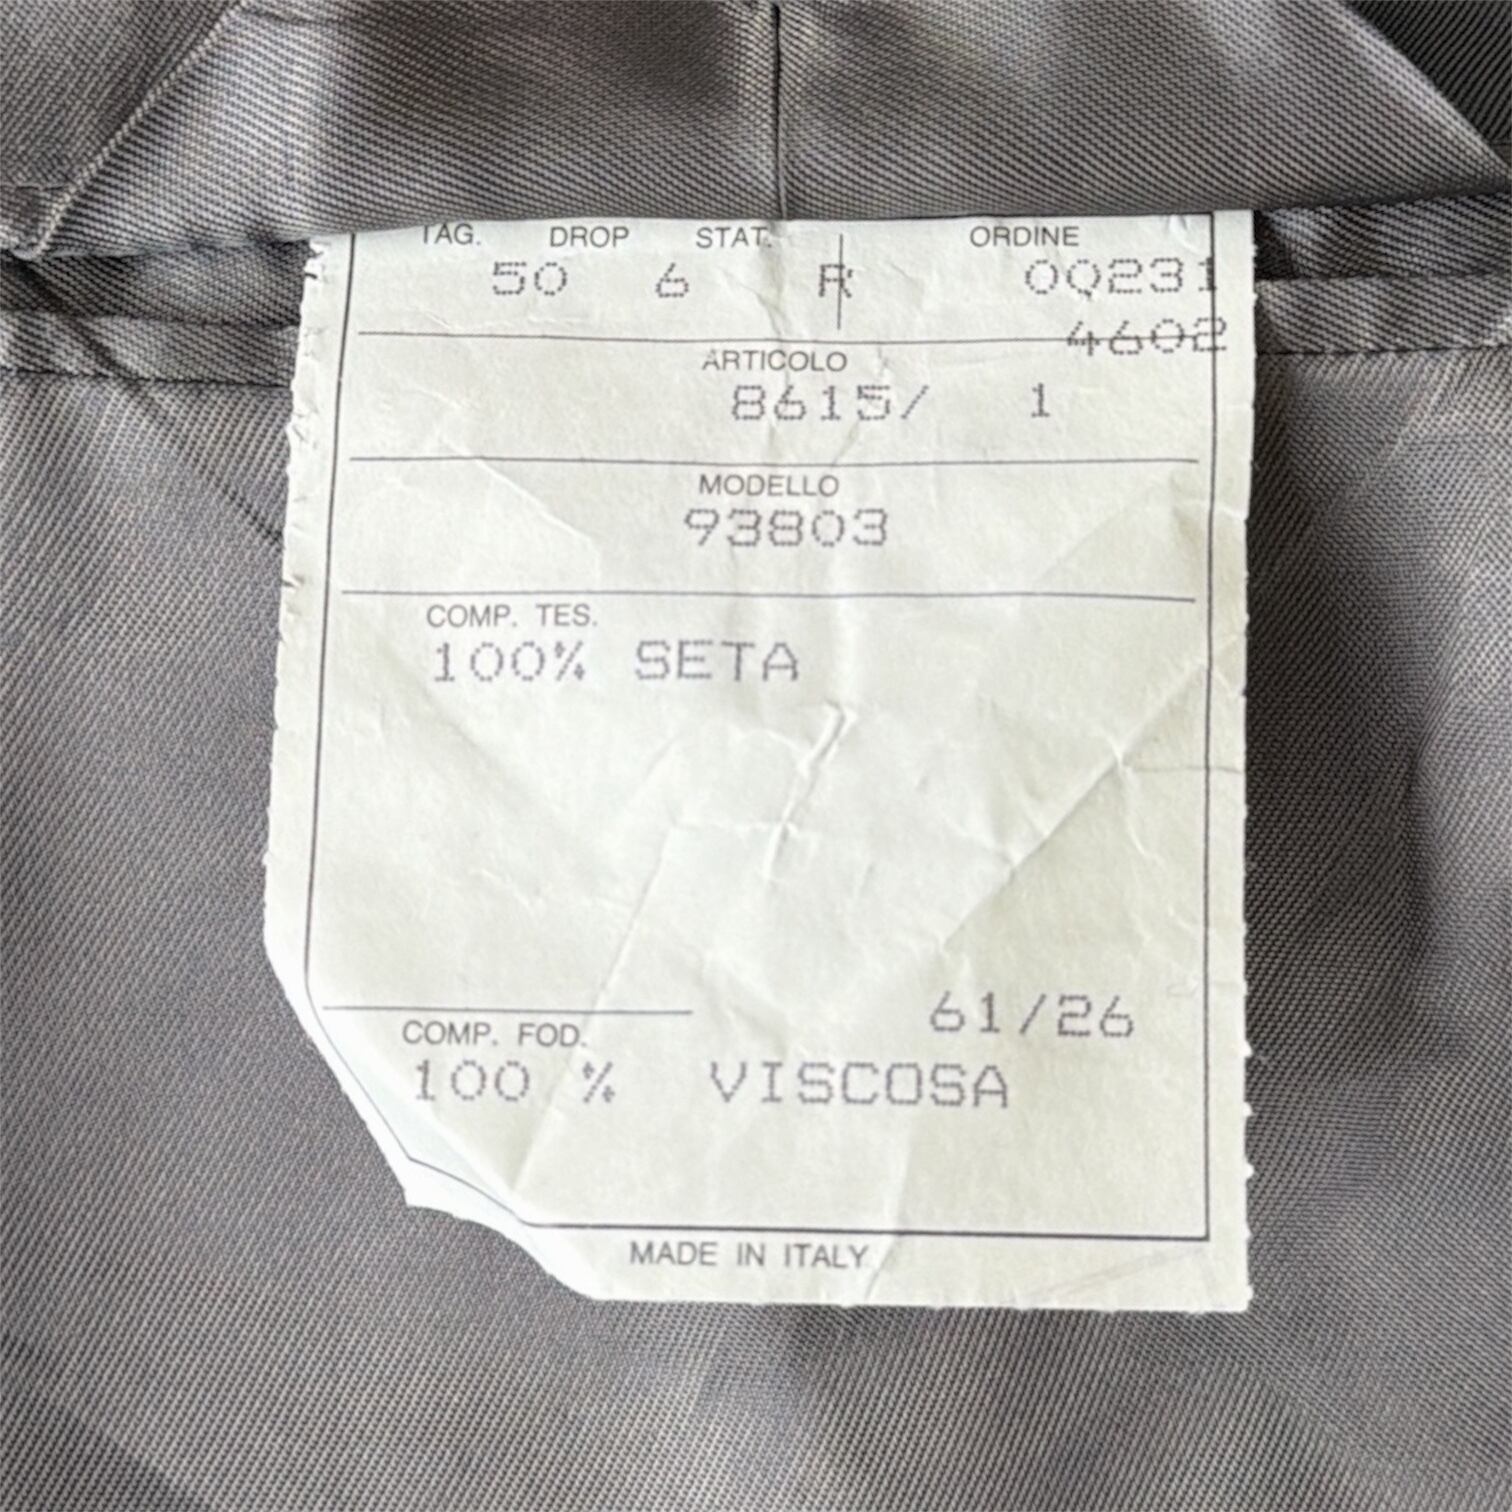 TAG. DROP STAT. ORDINE
50 6 R 0Q231
4602
ARTICOLO
8615/ 1
MODELLO
93803
COMP. TES.
100% SETA
61/26
COMP. FOD.
100 % VISCOSA
MADE IN ITALY